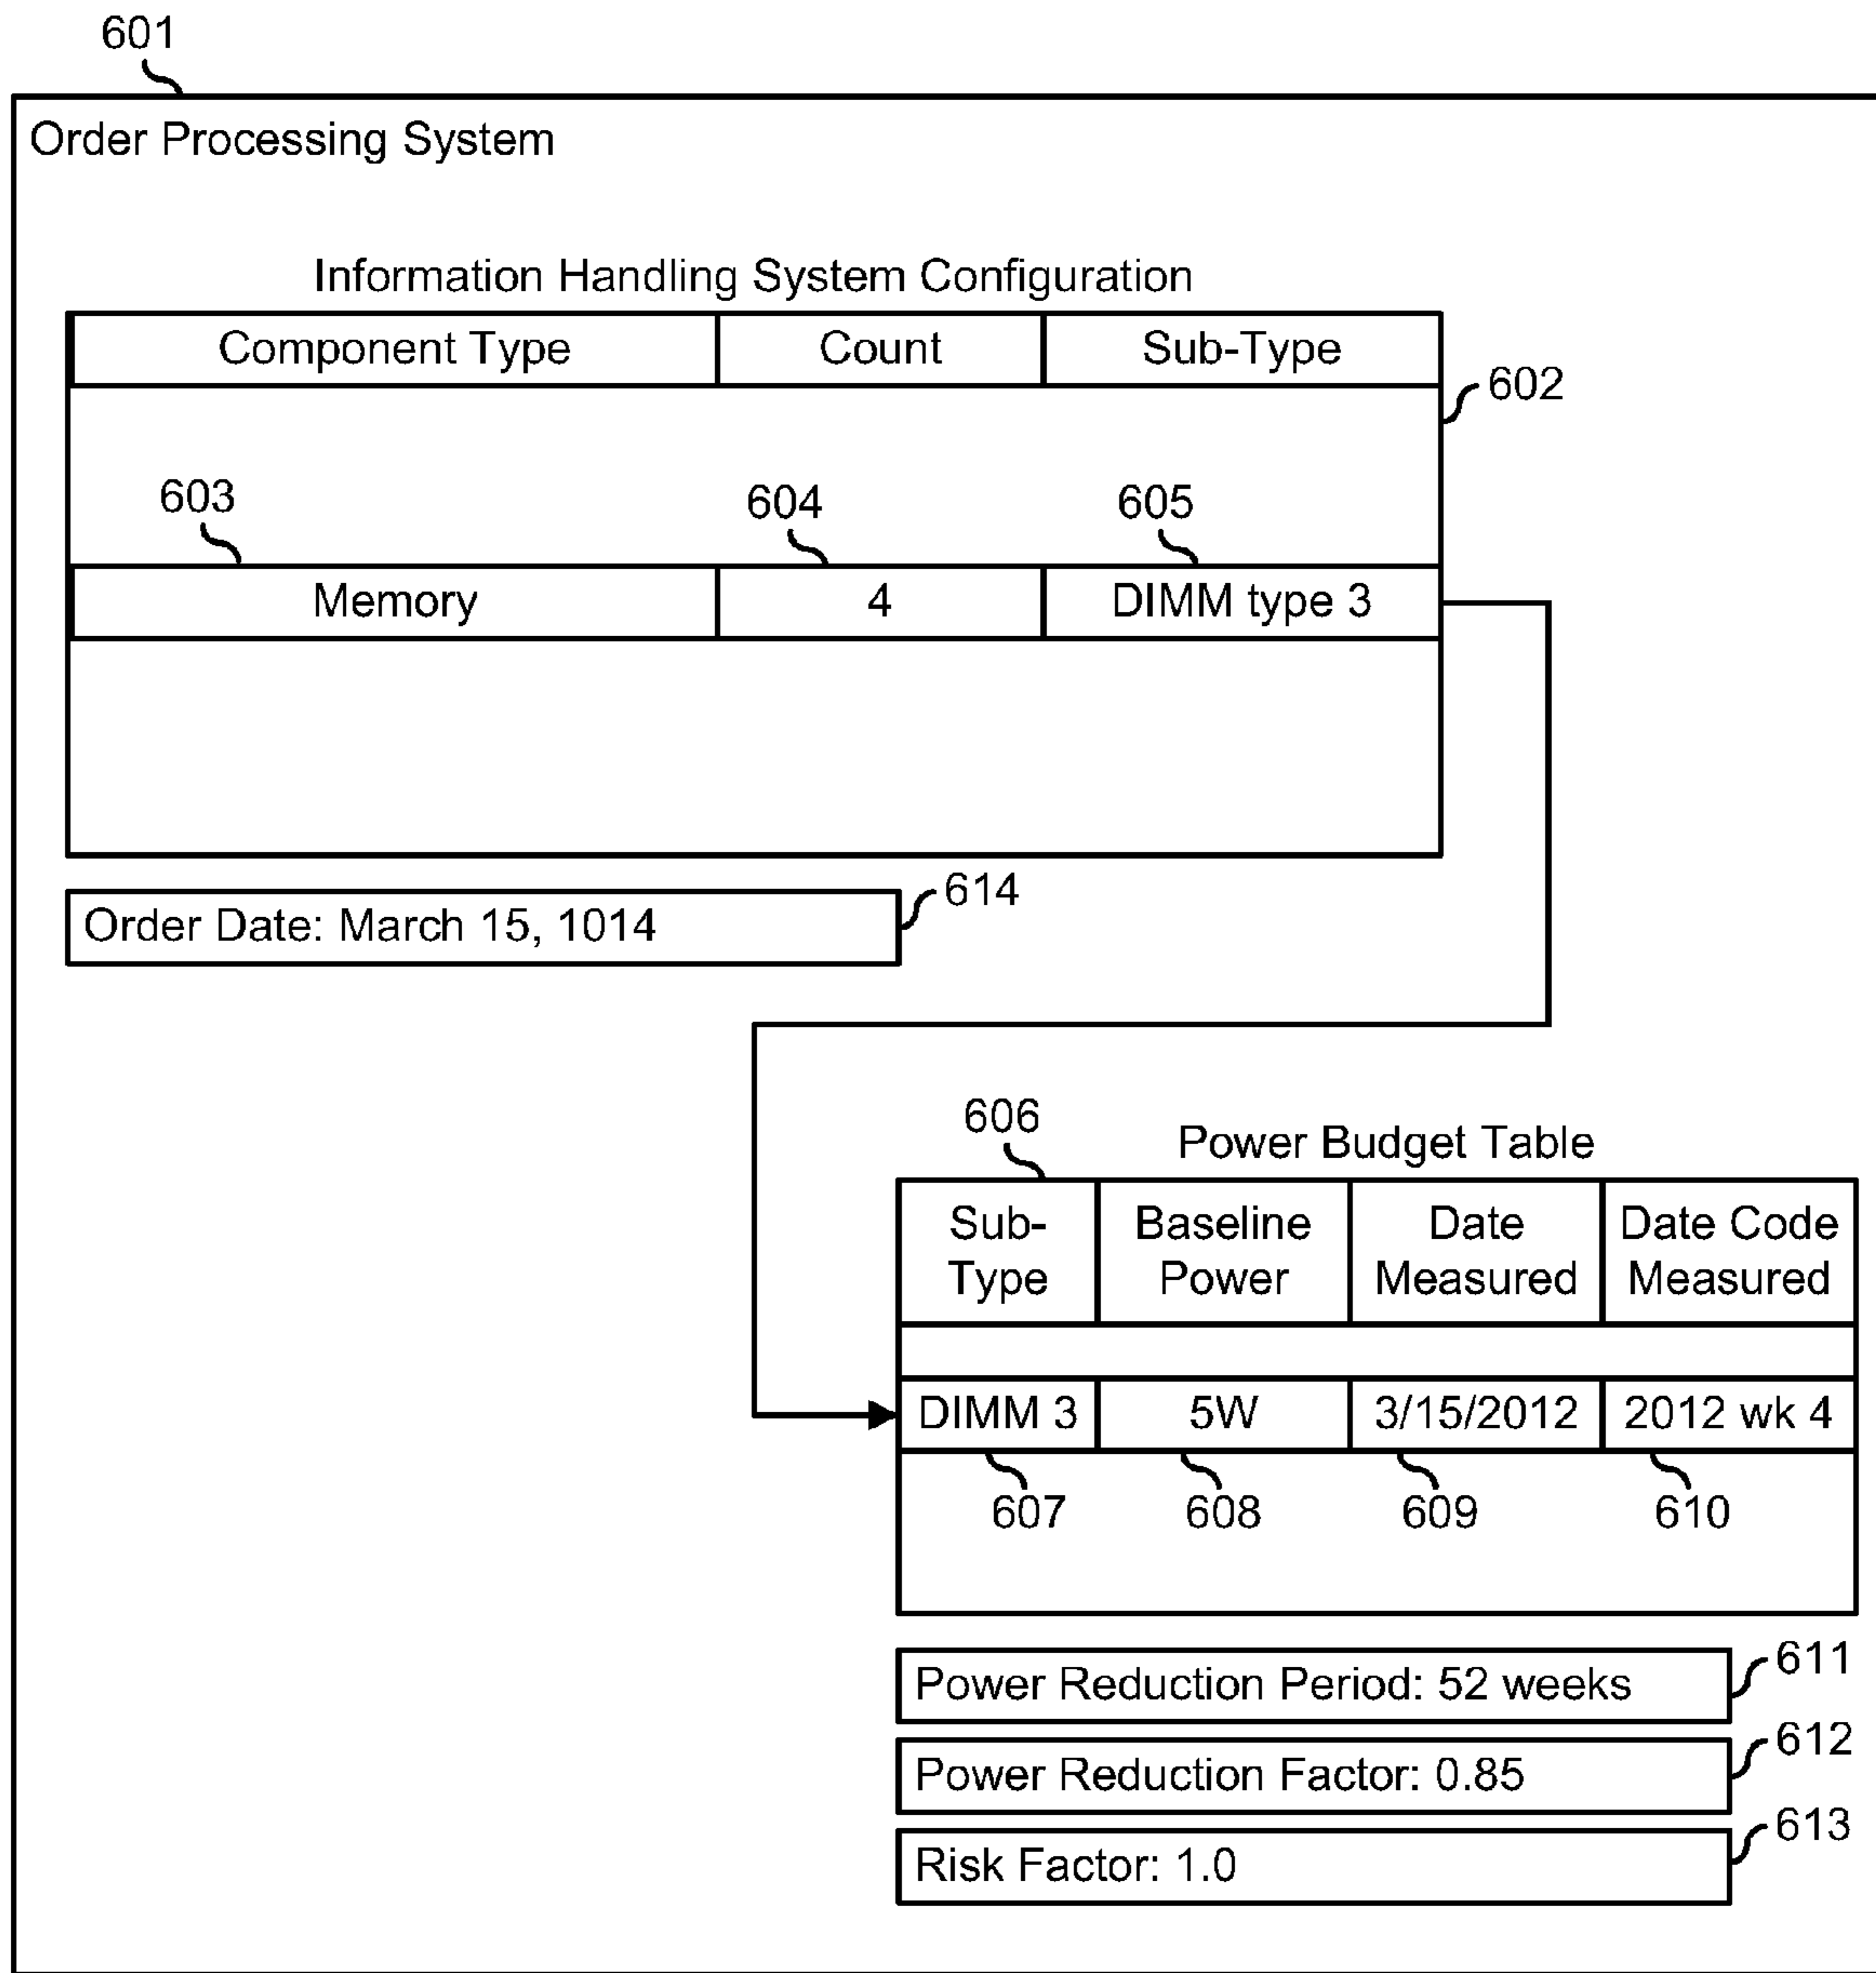 601
Order Processing System
Information Handling System Configuration
Component Type Count Sub-Type
602
603 604 605
Memory 4 DIMM type 3
614
Order Date: March 15, 1014
606
Power Budget Table
Sub- Baseline Date Date Code
Type Power Measured Measured
DIMM 3 5W 3/15/2012 2012 wk 4
607 608 609 610
611
Power Reduction Period: 52 weeks
612
Power Reduction Factor: 0.85
613
Risk Factor: 1.0